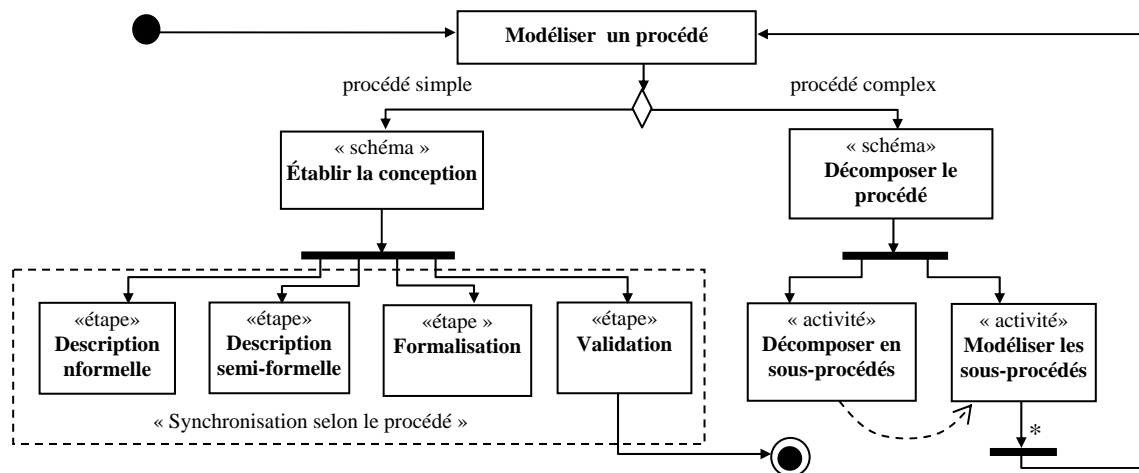 Modéliser un procédé
procédé simple
procédé complex
« schéma »
Établir la conception
« schéma»
Décomposer le
procédé
«étape»
Description
nformelle
«étape»
Description
semi-formelle
«étape »
Formalisation
«étape»
Validation
« activité»
Décomposer en
sous-procédés
« activité»
Modéliser les
sous-procédés
« Synchronisation selon le procédé »
*